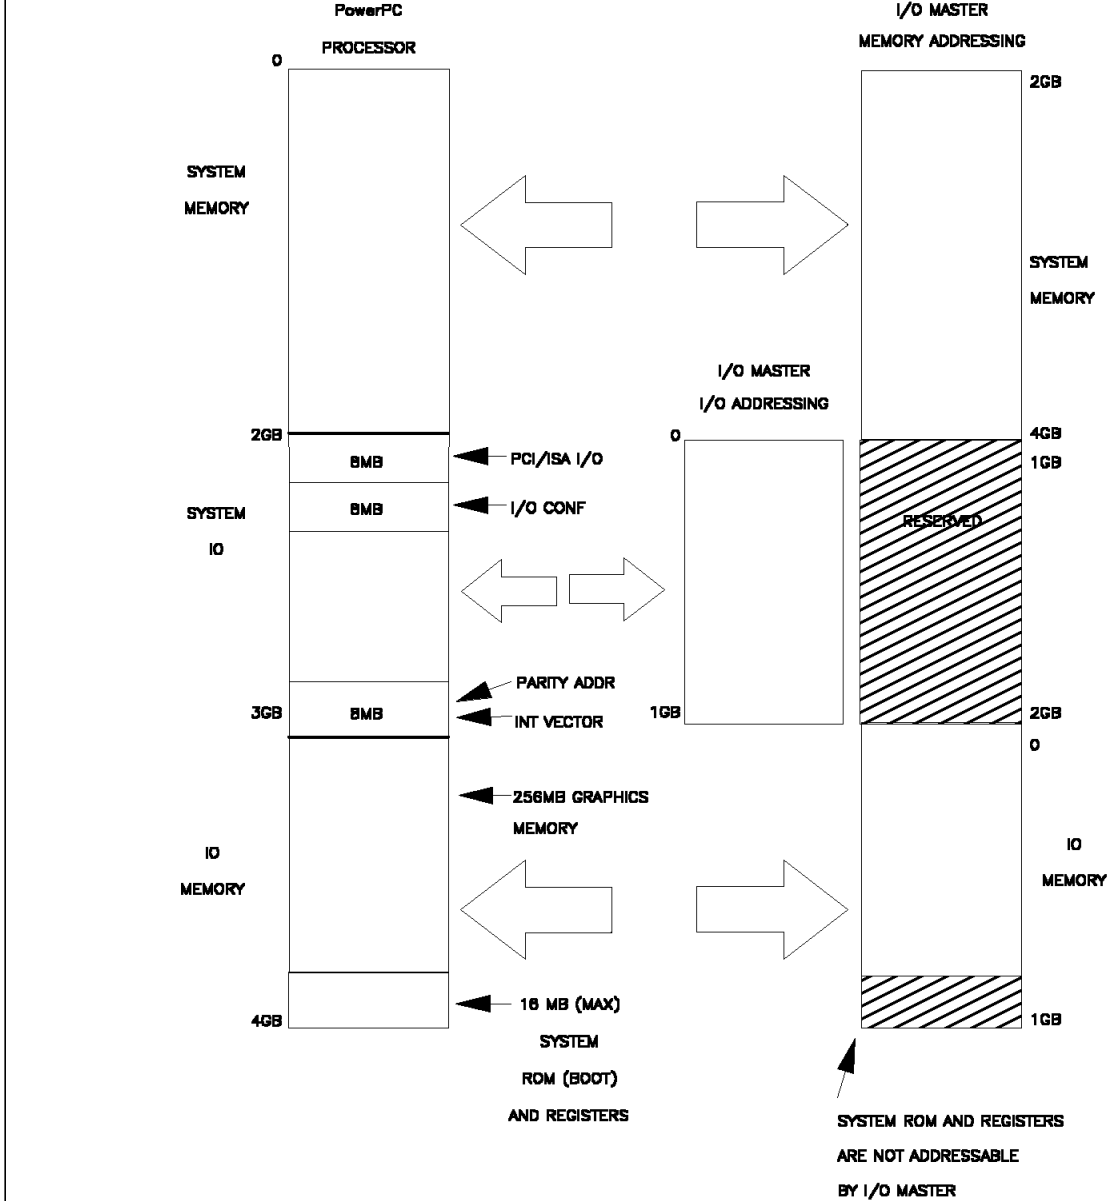 PowerPC
PROCESSOR
0
SYSTEM
MEMORY
2GB
8MB
PCI/ISA I/O
8MB
I/O CONF
SYSTEM
IO
PARITY ADDR
3GB
8MB
INT VECTOR
256MB GRAPHICS
MEMORY
IO
MEMORY
16 MB (MAX)
4GB
SYSTEM
ROM (BOOT)
AND REGISTERS
I/O MASTER
I/O ADDRESSING
0
1GB
I/O MASTER
MEMORY ADDRESSING
2GB
SYSTEM
MEMORY
4GB
1GB
RESERVED
2GB
0
IO
MEMORY
1GB
SYSTEM ROM AND REGISTERS
ARE NOT ADDRESSABLE
BY I/O MASTER